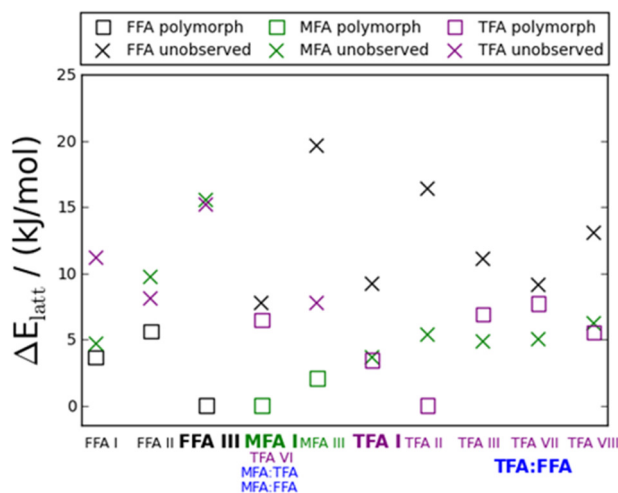 FFA polymorph MFA polymorph TFA polymorph
FFA unobserved MFA unobserved TFA unobserved
25
20
15
10
5
0
ΔE_latt / (kJ/mol)
FFA I FFA II FFA III MFA I MFA III TFA I TFA II TFA III TFA VII TFA VIII
TFA VI
MFA:TFA TFA:FFA
MFA:FFA